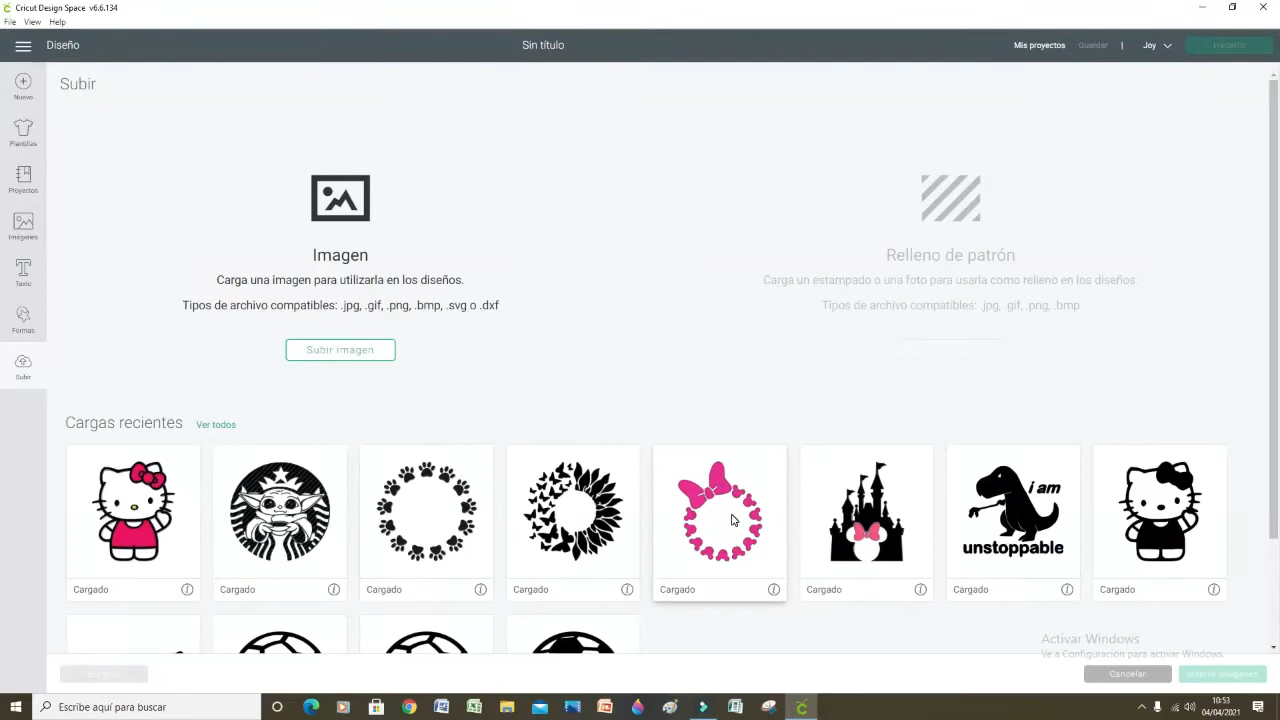 Cricut Design Space v6.6.134
File View Help
Diseño
Sin título
Mis proyectos Guardar | Joy
Nuevo
Plantillas
Proyectos
Imágenes
Texto
Formas
Subir
Subir
Imagen
Carga una imagen para utilizarla en los diseños.
Tipos de archivo compatibles: .jpg, .gif, .png, .bmp, .svg o .dxf
Subir imagen
Relleno de patrón
Carga un estampado o una foto para usarla como relleno en los diseños.
Tipos de archivo compatibles: .jpg, .gif, .png, .bmp
Cargas recientes Ver todos
i am
unstoppable
Cargado
Cargado
Cargado
Cargado
Cargado
Cargado
Cargado
Cargado
Activar Windows
Ve a Configuración para activar Windows.
Cancelar
Inserte imágenes
Escribe aquí para buscar
10:53
04/04/2021